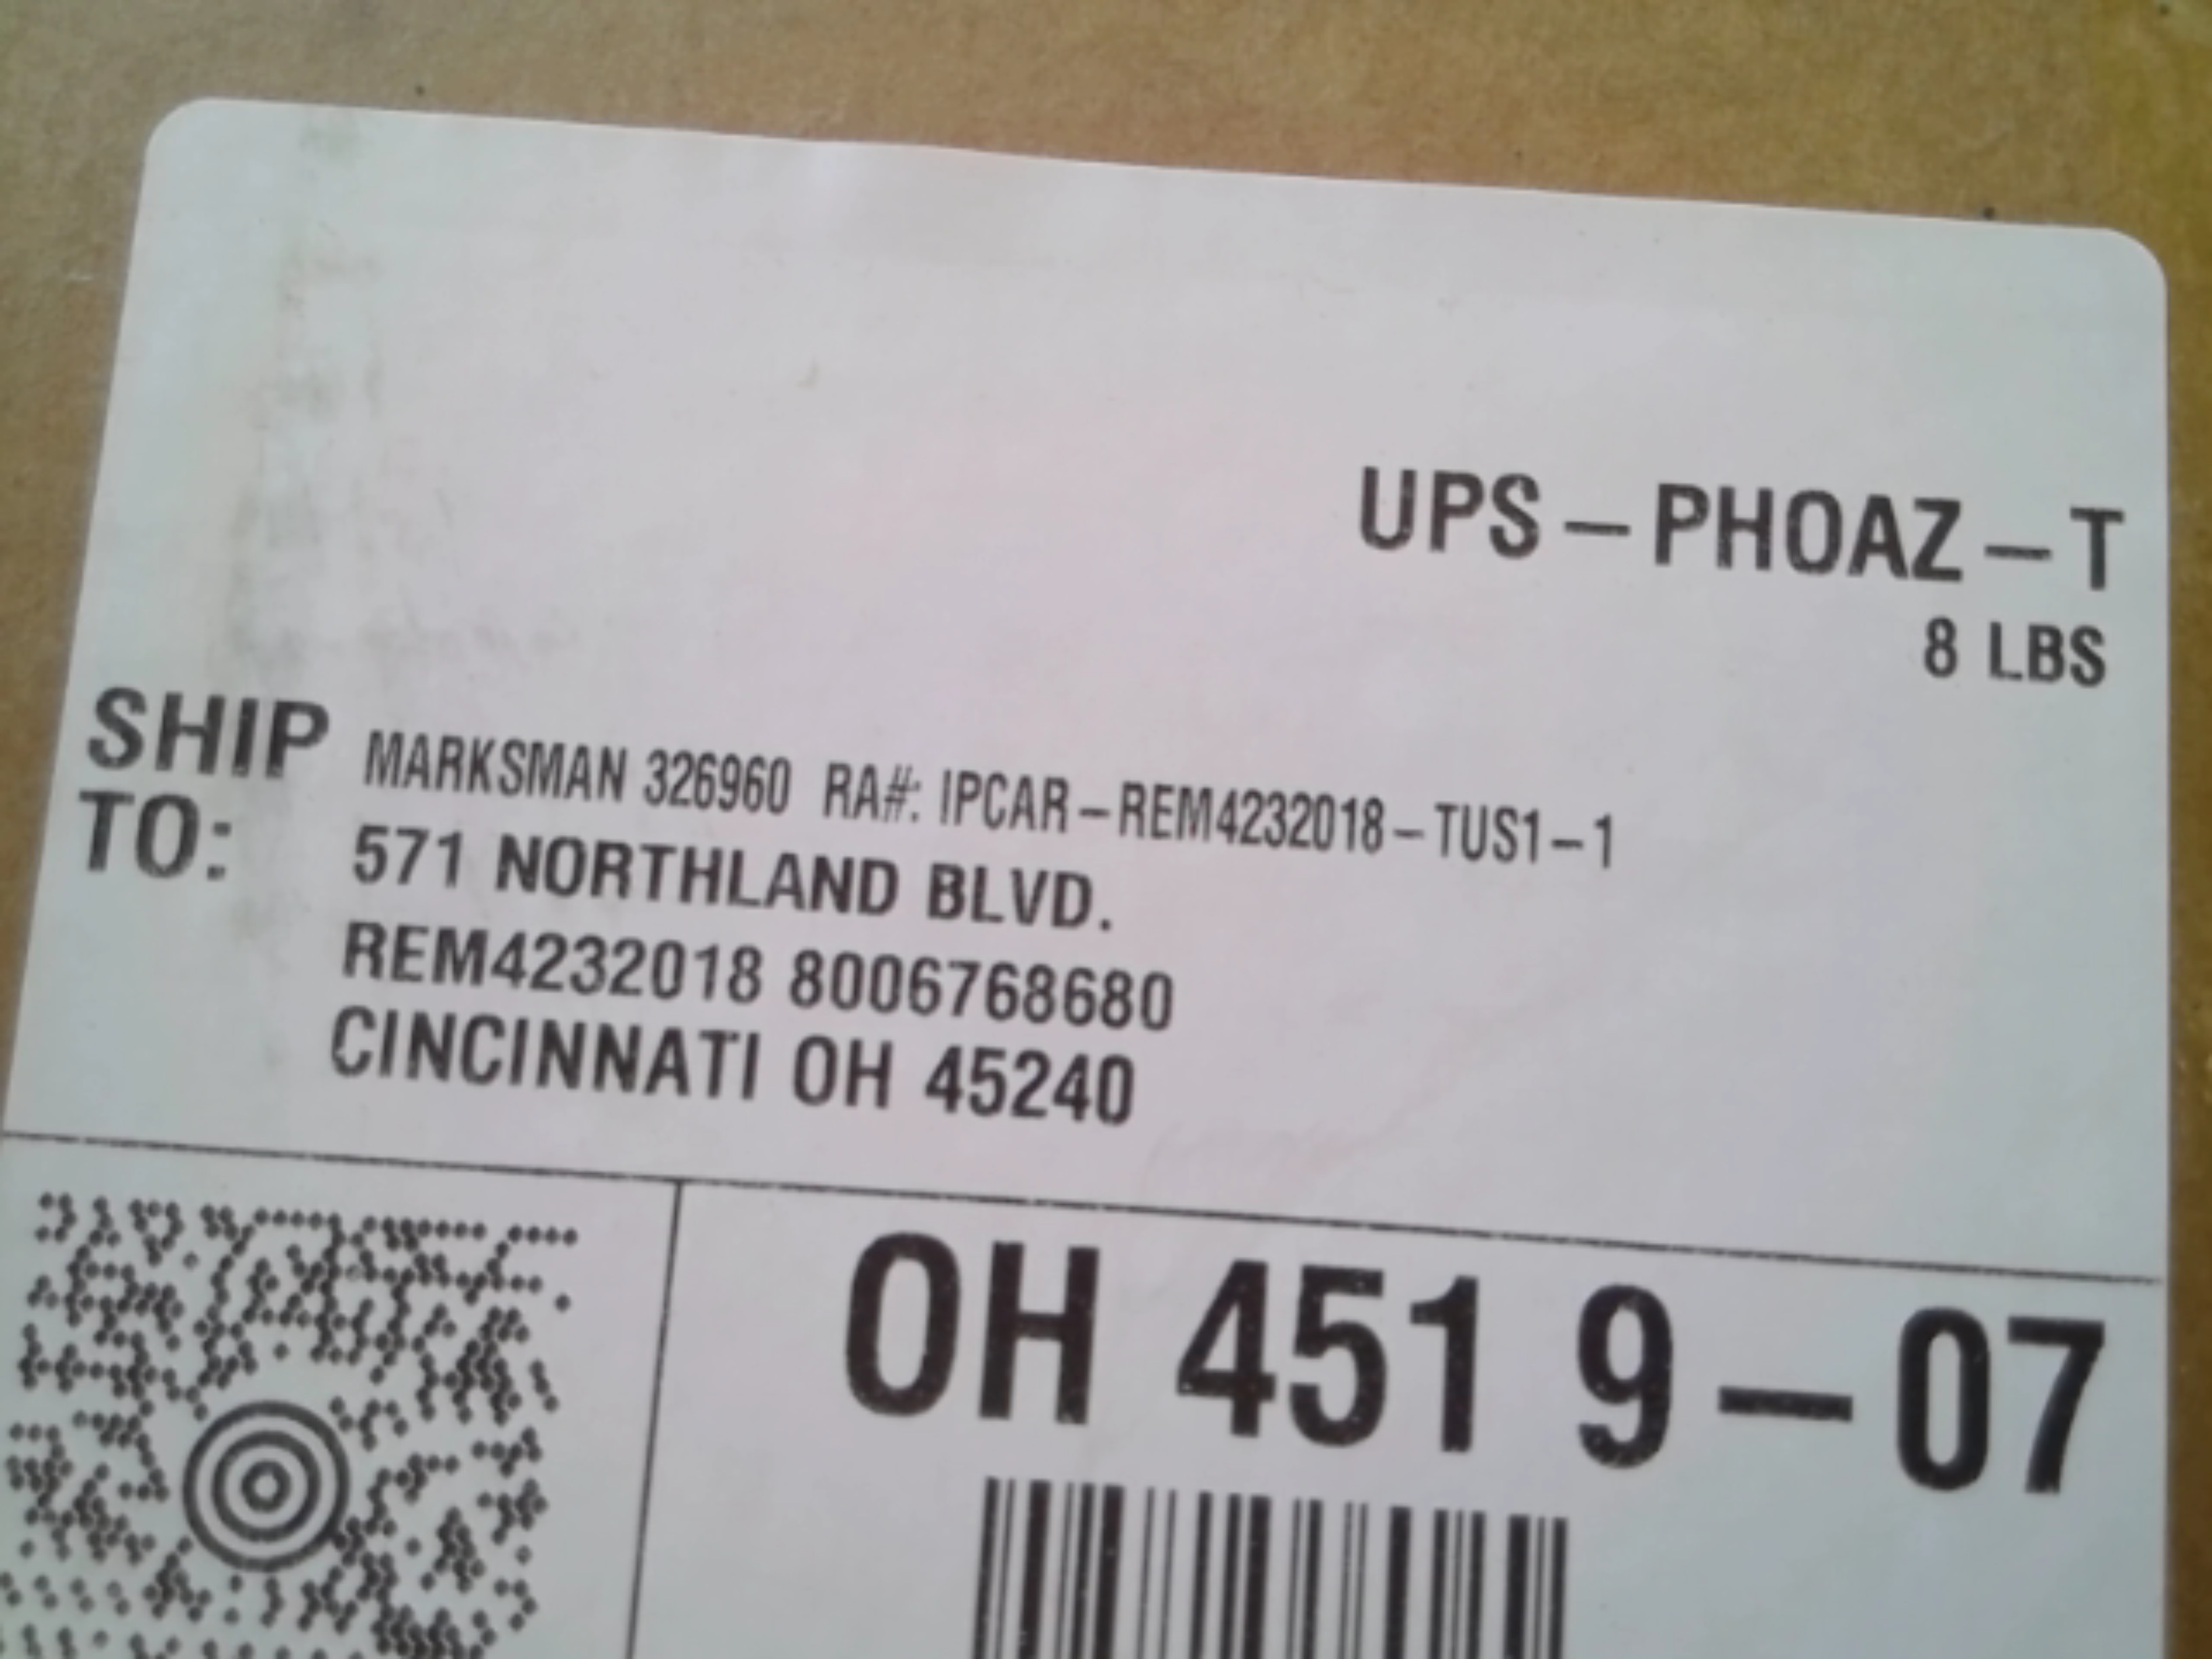 UPS-PHOAZ-T
8 LBS
SHIP TO:
MARKSMAN 326960 RA#: IPCAR-REM4232018-TUS1-1
571 NORTHLAND BLVD.
REM4232018 8006768680
CINCINNATI OH 45240
OH 451 9-07